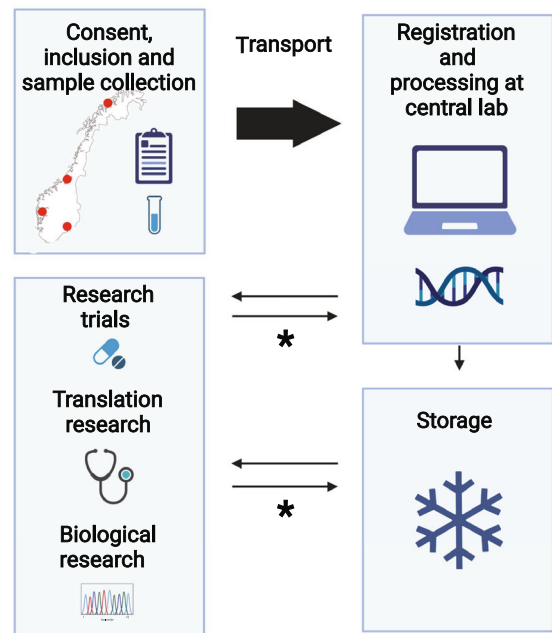 Consent,
inclusion and
sample collection
Transport
Registration
and
processing at
central lab
Research
trials
*
Translation
research
Storage
*
Biological
research